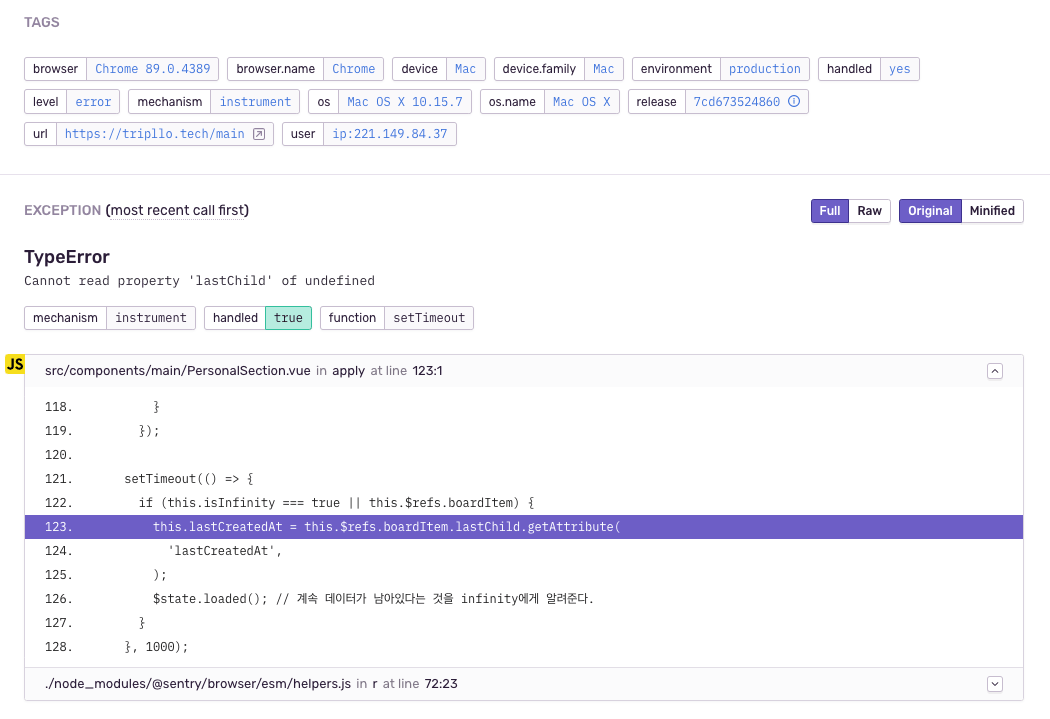 TAGS
browser Chrome 89.0.4389 browser.name Chrome device Mac device.family Mac environment production handled yes
level error mechanism instrument os Mac OS X 10.15.7 os.name Mac OS X release 7cd673524860
url https://tripllo.tech/main user ip:221.149.84.37
EXCEPTION (most recent call first) Full Raw Original Minified
TypeError
Cannot read property 'lastChild' of undefined
mechanism instrument handled true function setTimeout
JS src/components/main/PersonalSection.vue in apply at line 123:1
118. }
119. });
120.
121. setTimeout(() => {
122. if (this.isInfinity === true || this.$refs.boardItem) {
123. this.lastCreatedAt = this.$refs.boardItem.lastChild.getAttribute(
124. 'lastCreatedAt',
125. );
126. $state.loaded(); // 계속 데이터가 남아있다는 것을 infinity에게 알려준다.
127. }
128. }, 1000);
./node_modules/@sentry/browser/esm/helpers.js in r at line 72:23